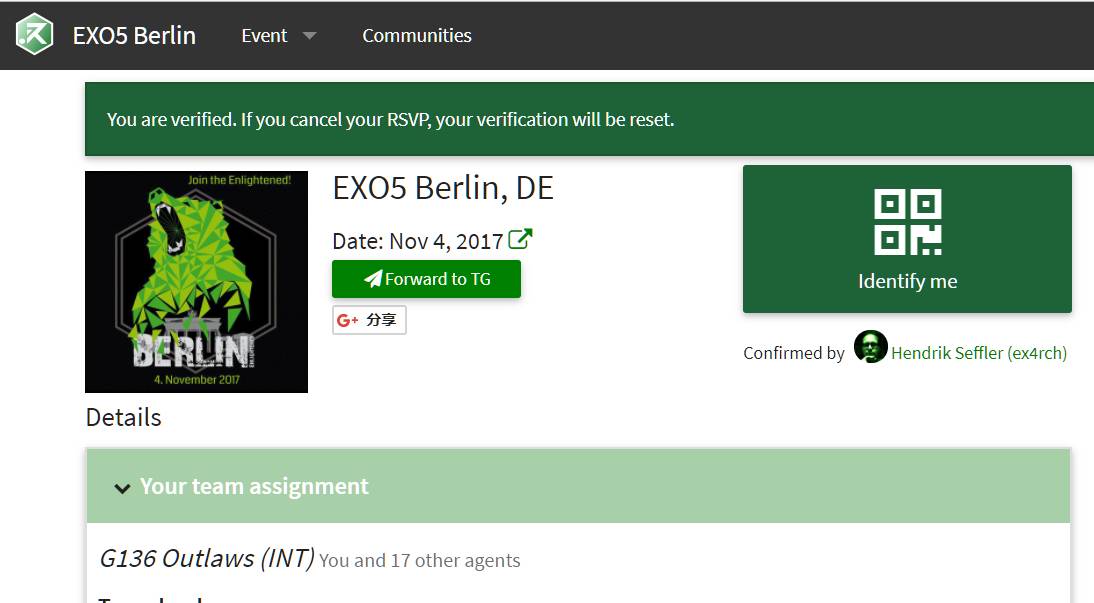 EXO5 Berlin
Event
Communities
You are verified. If you cancel your RSVP, your verification will be reset.
Join the Enlightened!
BERLIN
4. November 2017
EXO5 Berlin, DE
Date: Nov 4, 2017
Forward to TG
G+ 分享
Identify me
Confirmed by Hendrik Seffler (ex4rch)
Details
Your team assignment
G136 Outlaws (INT) You and 17 other agents